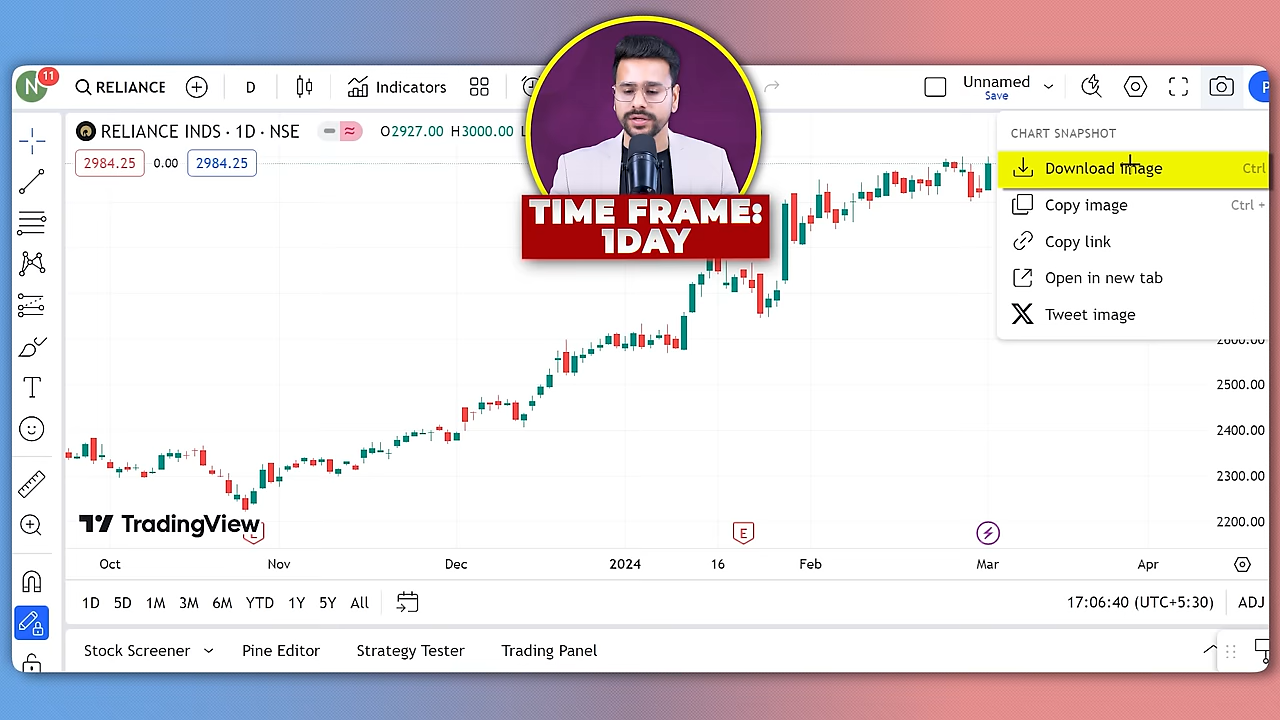 N
11
RELIANCE
D
Indicators
Unnamed
Save
P
RELIANCE INDS · 1D · NSE
O2927.00 H3000.00 L
2984.25
0.00
2984.25
TIME FRAME:
1DAY
CHART SNAPSHOT
Download image Ctrl
Copy image Ctrl +
Copy link
Open in new tab
Tweet image
2600.00
2500.00
2400.00
2300.00
2200.00
TradingView
E
E
Oct Nov Dec 2024 16 Feb Mar Apr
1D 5D 1M 3M 6M YTD 1Y 5Y All
17:06:40 (UTC+5:30)
ADJ
Stock Screener
Pine Editor
Strategy Tester
Trading Panel